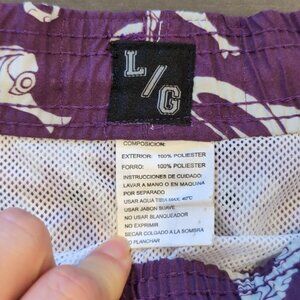 L/G
COMPOSICION:
EXTERIOR: 100% POLIESTER
FORRO: 100% POLIESTER
INSTRUCCIONES DE CUIDADO:
LAVAR A MANO O EN MAQUINA
POR SEPARADO
USAR AGUA TIBIA MAX. 40°C
USAR JABON SUAVE
NO USAR BLANQUEADOR
NO EXPRIMIR
SECAR COLGADO A LA SOMBRA
NO PLANCHAR